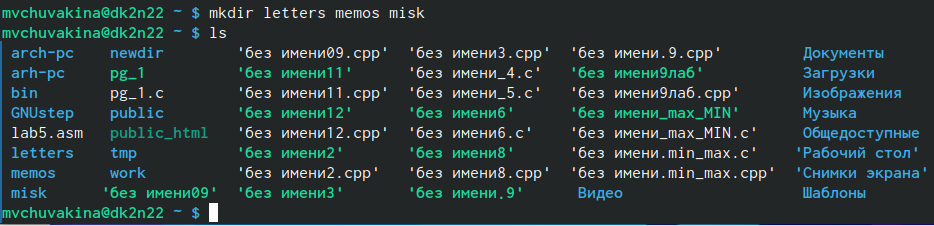 mvchuvakina@dk2n22 ~ $ mkdir letters memos misk
mvchuvakina@dk2n22 ~ $ ls
arch-pc newdir 'без имени09.cpp' 'без имени3.cpp' 'без имени.9.cpp' Документы
arh-pc pg_1 'без имени11' 'без имени_4.c' 'без имени9лаб' Загрузки
bin pg_1.c 'без имени11.cpp' 'без имени_5.c' 'без имени9лаб.cpp' Изображения
GNUstep public 'без имени12' 'без имени6' 'без имени_max_MIN' Музыка
lab5.asm public_html 'без имени12.cpp' 'без имени6.c' 'без имени_max_MIN.c' Общедоступные
letters tmp 'без имени2' 'без имени8' 'без имени.min_max.c' 'Рабочий стол'
memos work 'без имени2.cpp' 'без имени8.cpp' 'без имени.min_max.cpp' 'Снимки экрана'
misk 'без имени09' 'без имени3' 'без имени.9' Видео Шаблоны
mvchuvakina@dk2n22 ~ $